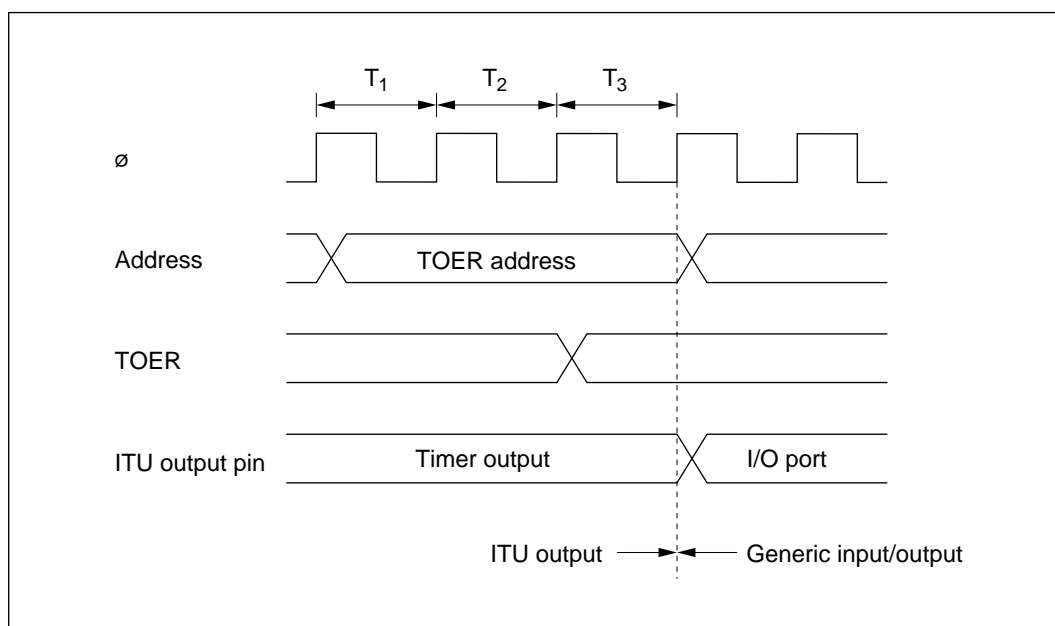 T1 T2 T3
ø
Address TOER address
TOER
ITU output pin Timer output I/O port
ITU output Generic input/output